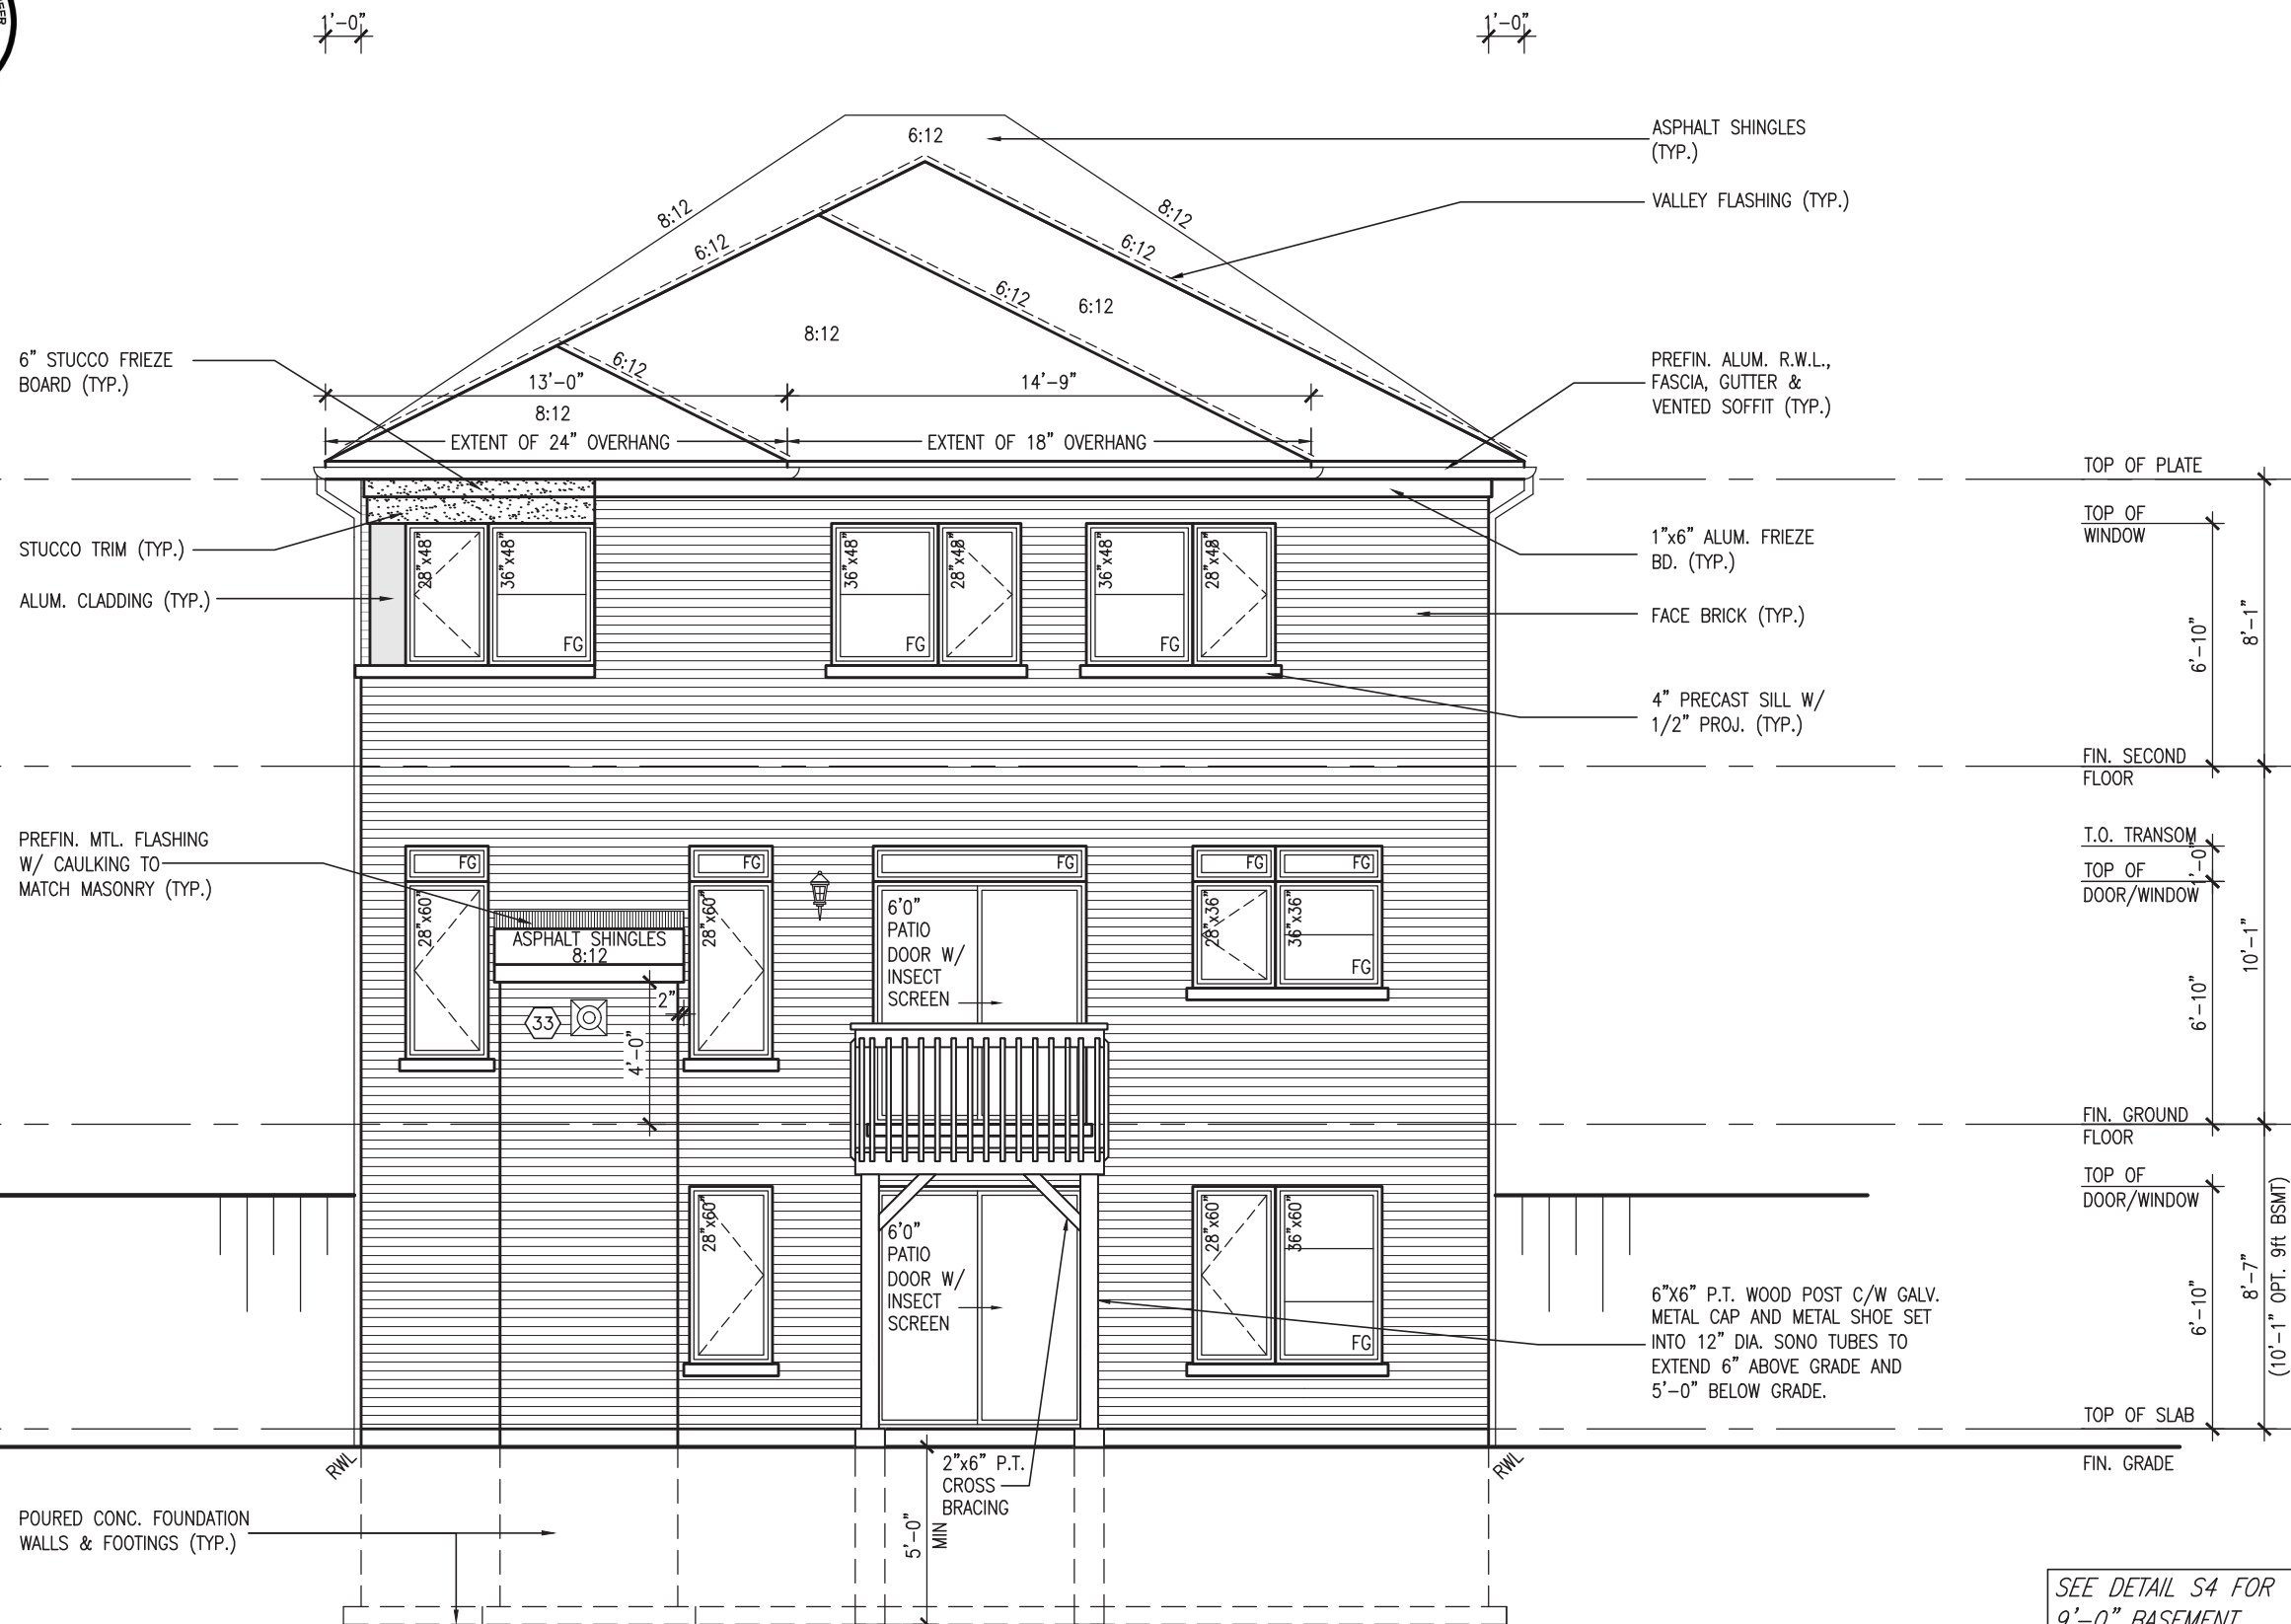 1'-0"
1'-0"
6:12
ASPHALT SHINGLES
(TYP.)
8:12
8:12
VALLEY FLASHING (TYP.)
6:12
6:12
6:12
6:12
8:12
6" STUCCO FRIEZE
BOARD (TYP.)
6:12
13'-0"
14'-9"
PREFIN. ALUM. R.W.L.,
FASCIA, GUTTER &
VENTED SOFFIT (TYP.)
8:12
EXTENT OF 24" OVERHANG
EXTENT OF 18" OVERHANG
TOP OF PLATE
TOP OF
WINDOW
STUCCO TRIM (TYP.)
1"x6" ALUM. FRIEZE
BD. (TYP.)
ALUM. CLADDING (TYP.)
28"x48"
36"x48"
FG
36"x48"
FG
28"x48"
36"x48"
FG
28"x48"
FACE BRICK (TYP.)
6'-10"
8'-1"
4" PRECAST SILL W/
1/2" PROJ. (TYP.)
FIN. SECOND
FLOOR
PREFIN. MTL. FLASHING
W/ CAULKING TO
MATCH MASONRY (TYP.)
FG
FG
FG
FG
FG
T.O. TRANSOM
TOP OF
DOOR/WINDOW
28"x60"
ASPHALT SHINGLES
8:12
28"x60"
6'0"
PATIO
DOOR W/
INSECT
SCREEN
28"x36"
36"x36"
FG
33
2"
4'-0"
6'-10"
10'-1"
FIN. GROUND
FLOOR
TOP OF
DOOR/WINDOW
28"x60"
6'0"
PATIO
DOOR W/
INSECT
SCREEN
28"x60"
36"x60"
FG
6"X6" P.T. WOOD POST C/W GALV.
METAL CAP AND METAL SHOE SET
INTO 12" DIA. SONO TUBES TO
EXTEND 6" ABOVE GRADE AND
5'-0" BELOW GRADE.
6'-10"
8'-7"
(10'-1" OPT. 9ft BSMT)
TOP OF SLAB
RWL
RWL
FIN. GRADE
2"x6" P.T.
CROSS
BRACING
5'-0"
MIN
POURED CONC. FOUNDATION
WALLS & FOOTINGS (TYP.)
SEE DETAIL S4 FOR
9'-0" BASEMENT